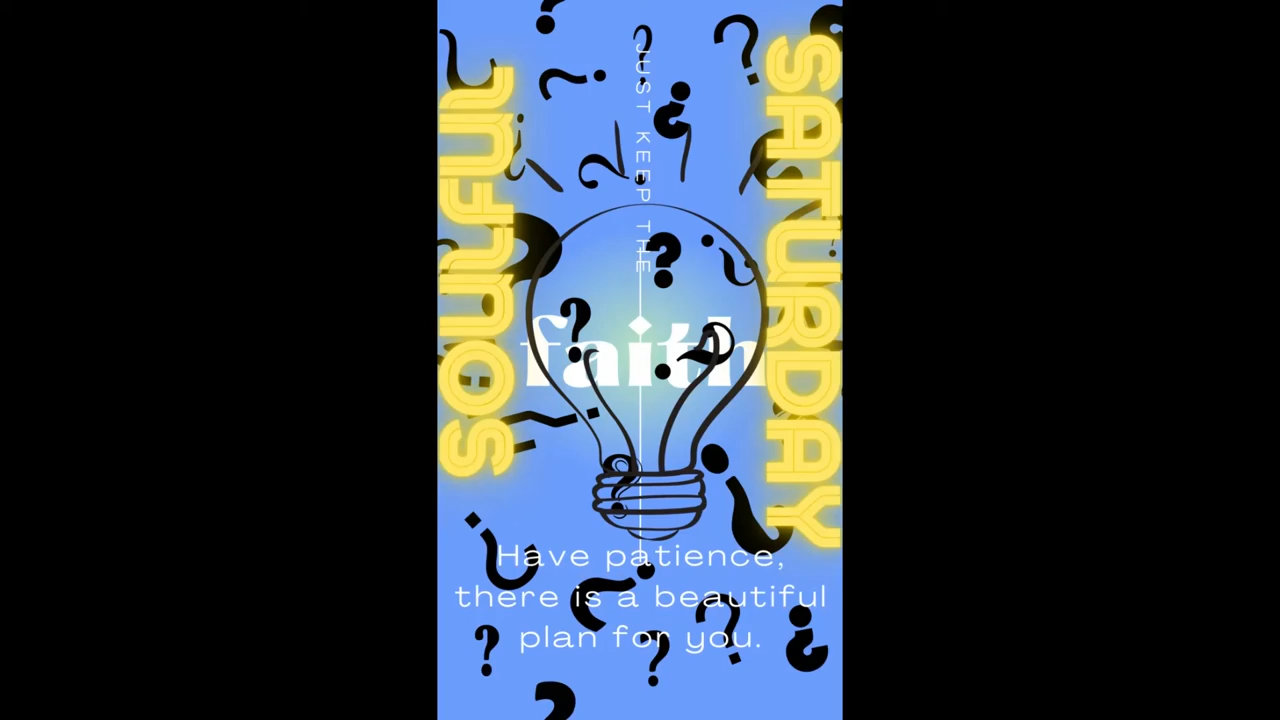 SOULFUL
SATURDAY
JUST KEEP THE
faith
Have patience,
there is a beautiful
plan for you.